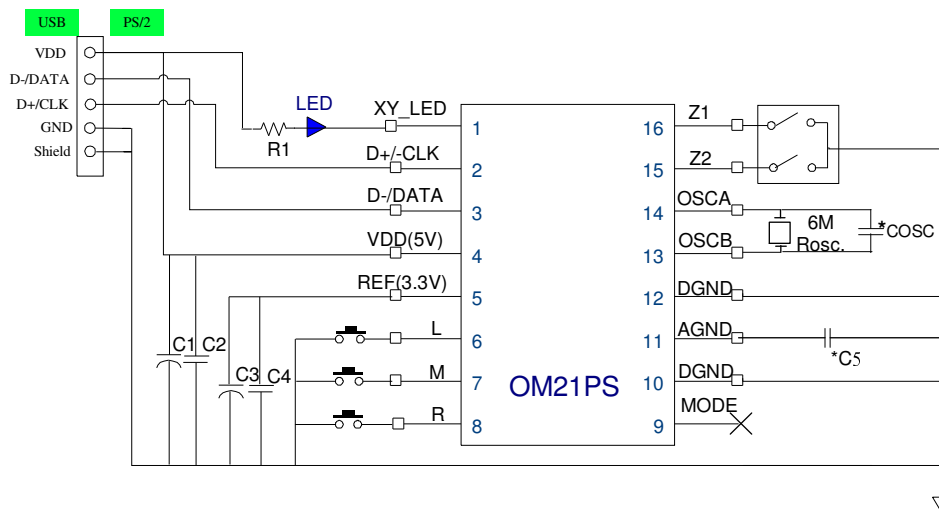 USB PS/2
VDD
D-/DATA
D+/CLK
GND
Shield
LED
R1
XY_LED
D+/-CLK
D-/DATA
VDD(5V)
REF(3.3V)
L
M
R
C1 C2
C3 C4
1
2
3
4
5
6
7
8
OM21PS
16
15
14
13
12
11
10
9
Z1
Z2
OSCA
OSCB
DGND
AGND
DGND
MODE
6M
Rosc.
*COSC
*C5